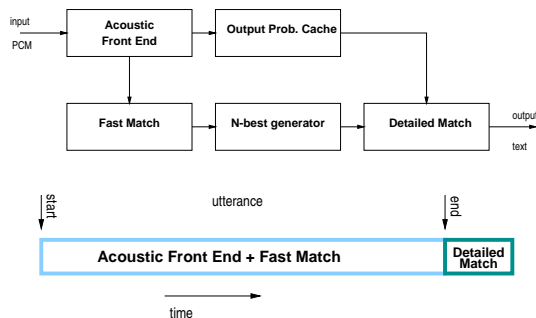 input
PCM
Acoustic
Front End
Output Prob. Cache
Fast Match
N-best generator
Detailed Match
output
text
start
utterance
end
Acoustic Front End + Fast Match
Detailed
Match
time